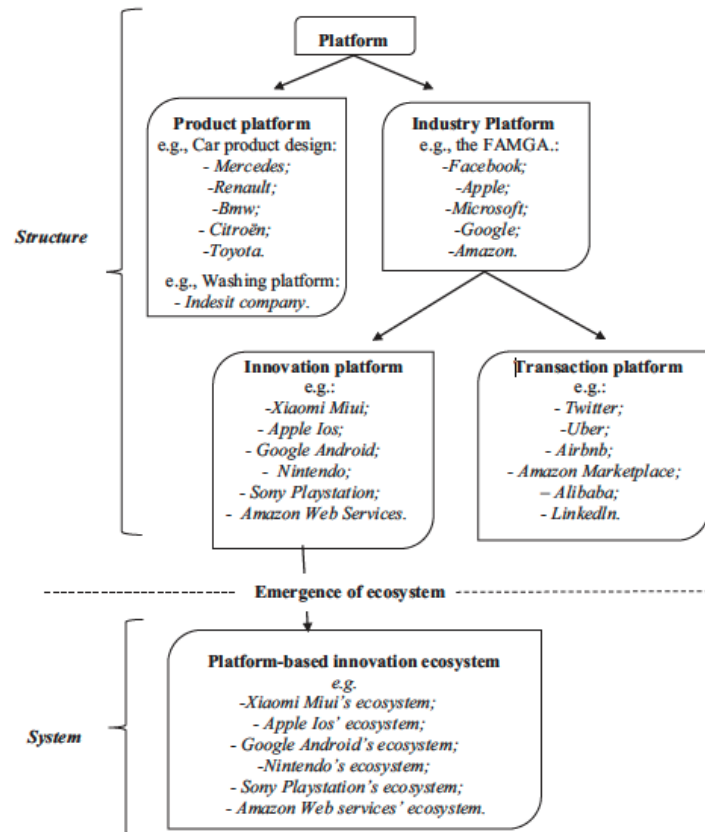 Platform
Product platform
e.g., Car product design:
- Mercedes;
-Renault;
-Bmw;
- Citroën;
-Toyota.
e.g., Washing platform:
- Indesit company.
Industry Platform
e.g., the FAMGA.:
-Facebook;
-Apple;
-Microsoft;
-Google;
-Amazon.
Structure
Innovation platform
e.g.:
-Xiaomi Miui;
- Apple Ios;
- Google Android;
- Nintendo;
- Sony Playstation;
- Amazon Web Services.
Transaction platform
e.g.:
- Twitter;
-Uber;
- Airbnb;
- Amazon Marketplace;
– Alibaba;
- LinkedIn.
Emergence of ecosystem
Platform-based innovation ecosystem
e.g.
-Xiaomi Miui's ecosystem;
- Apple Ios' ecosystem;
- Google Android's ecosystem;
-Nintendo's ecosystem;
- Sony Playstation's ecosystem;
- Amazon Web services' ecosystem.
System